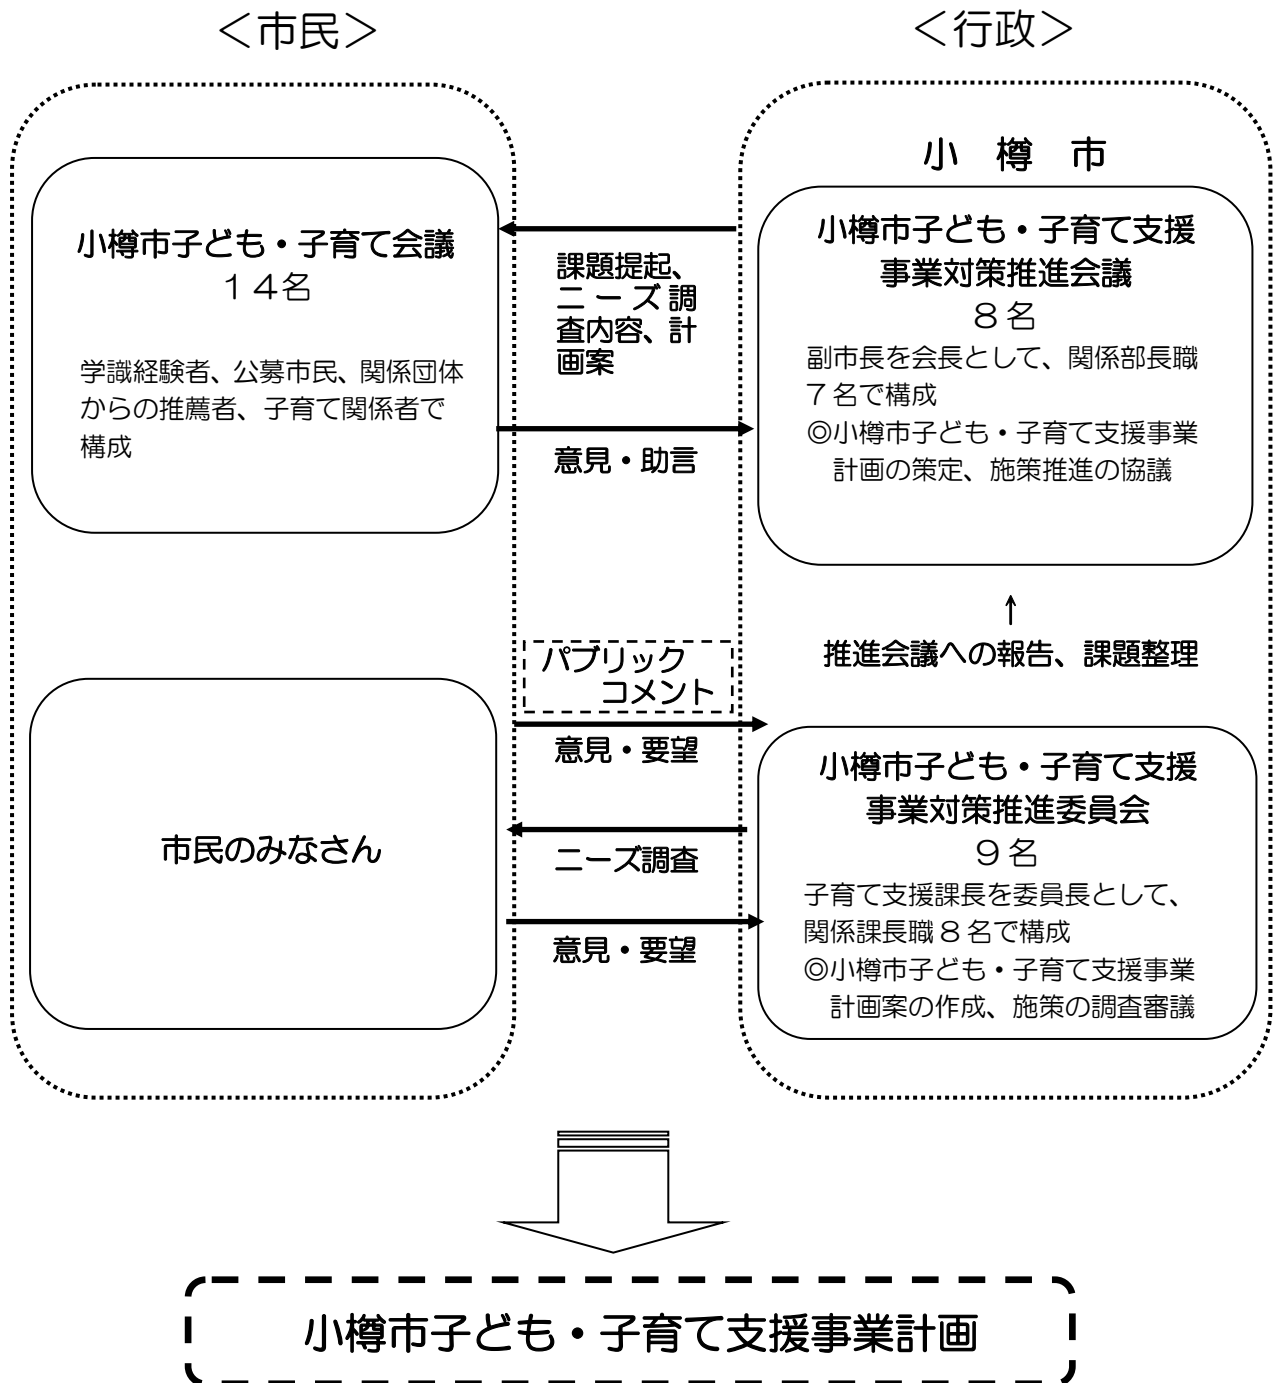 ＜市民＞
＜行政＞
小　樽　市
小樽市子ども・子育て会議
１４名
学識経験者、公募市民、関係団体
からの推薦者、子育て関係者で
構成
課題提起、
ニーズ調
査内容、計
画案
意見・助言
小樽市子ども・子育て支援
事業対策推進会議
８名
副市長を会長として、関係部長職
７名で構成
◎小樽市子ども・子育て支援事業
計画の策定、施策推進の協議
↑
推進会議への報告、課題整理
パブリック
コメント
意見・要望
市民のみなさん
ニーズ調査
意見・要望
小樽市子ども・子育て支援
事業対策推進委員会
９名
子育て支援課長を委員長として、
関係課長職８名で構成
◎小樽市子ども・子育て支援事業
計画案の作成、施策の調査審議
小樽市子ども・子育て支援事業計画